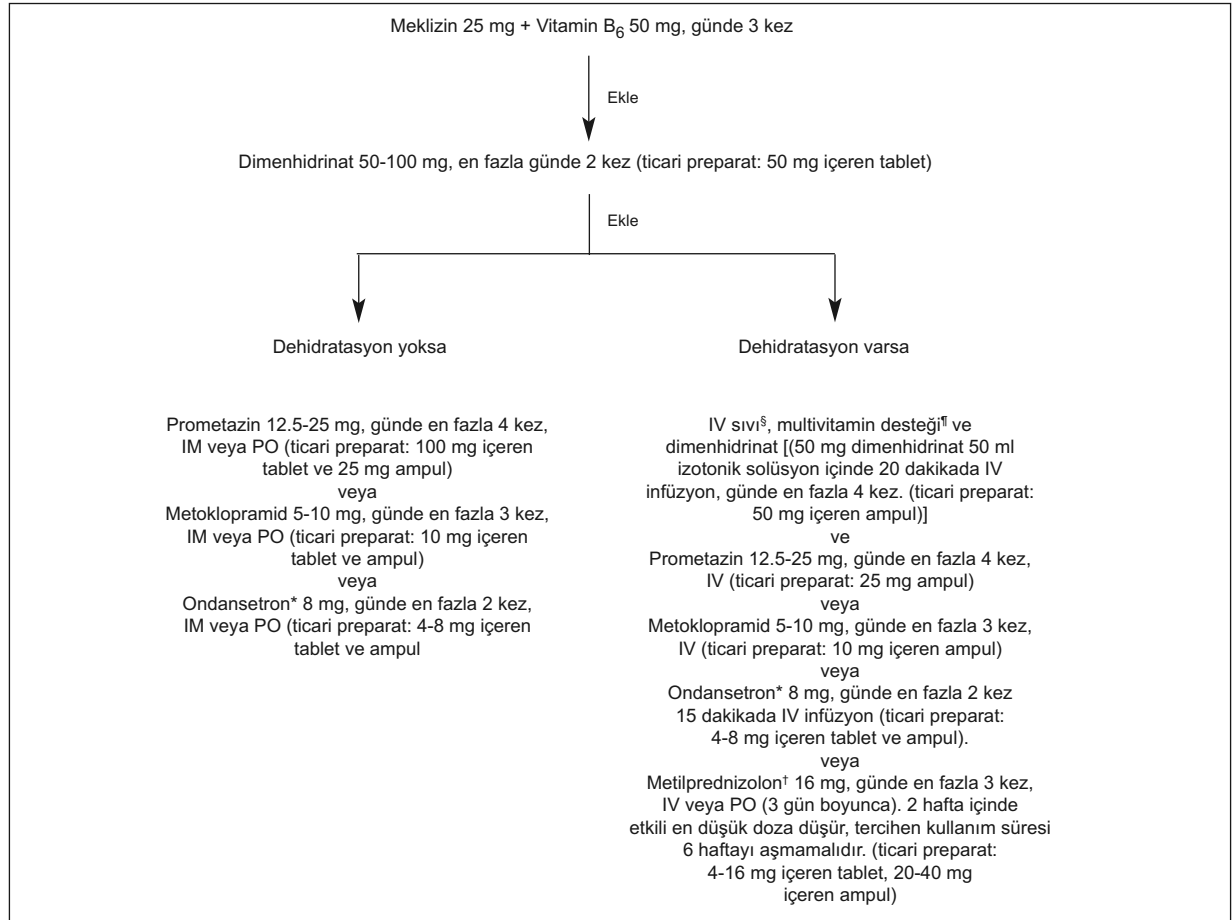 Meklizin 25 mg + Vitamin B6 50 mg, günde 3 kez
Ekle
Dimenhidrinat 50-100 mg, en fazla günde 2 kez (ticari preparat: 50 mg içeren tablet)
Ekle
Dehidratasyon yoksa
Prometazin 12.5-25 mg, günde en fazla 4 kez,
IM veya PO (ticari preparat: 100 mg içeren
tablet ve 25 mg ampul)
veya
Metoklopramid 5-10 mg, günde en fazla 3 kez,
IM veya PO (ticari preparat: 10 mg içeren
tablet ve ampul)
veya
Ondansetron* 8 mg, günde en fazla 2 kez,
IM veya PO (ticari preparat: 4-8 mg içeren
tablet ve ampul
Dehidratasyon varsa
IV sıvı§, multivitamin desteği¶ ve
dimenhidrinat [(50 mg dimenhidrinat 50 ml
izotonik solüsyon içinde 20 dakikada IV
infüzyon, günde en fazla 4 kez. (ticari preparat:
50 mg içeren ampul)]
ve
Prometazin 12.5-25 mg, günde en fazla 4 kez,
IV (ticari preparat: 25 mg ampul)
veya
Metoklopramid 5-10 mg, günde en fazla 3 kez,
IV (ticari preparat: 10 mg içeren ampul)
veya
Ondansetron* 8 mg, günde en fazla 2 kez
15 dakikada IV infüzyon (ticari preparat:
4-8 mg içeren tablet ve ampul).
veya
Metilprednizolon† 16 mg, günde en fazla 3 kez,
IV veya PO (3 gün boyunca). 2 hafta içinde
etkili en düşük doza düşür, tercihen kullanım süresi
6 haftayı aşmamalıdır. (ticari preparat:
4-16 mg içeren tablet, 20-40 mg
içeren ampul)